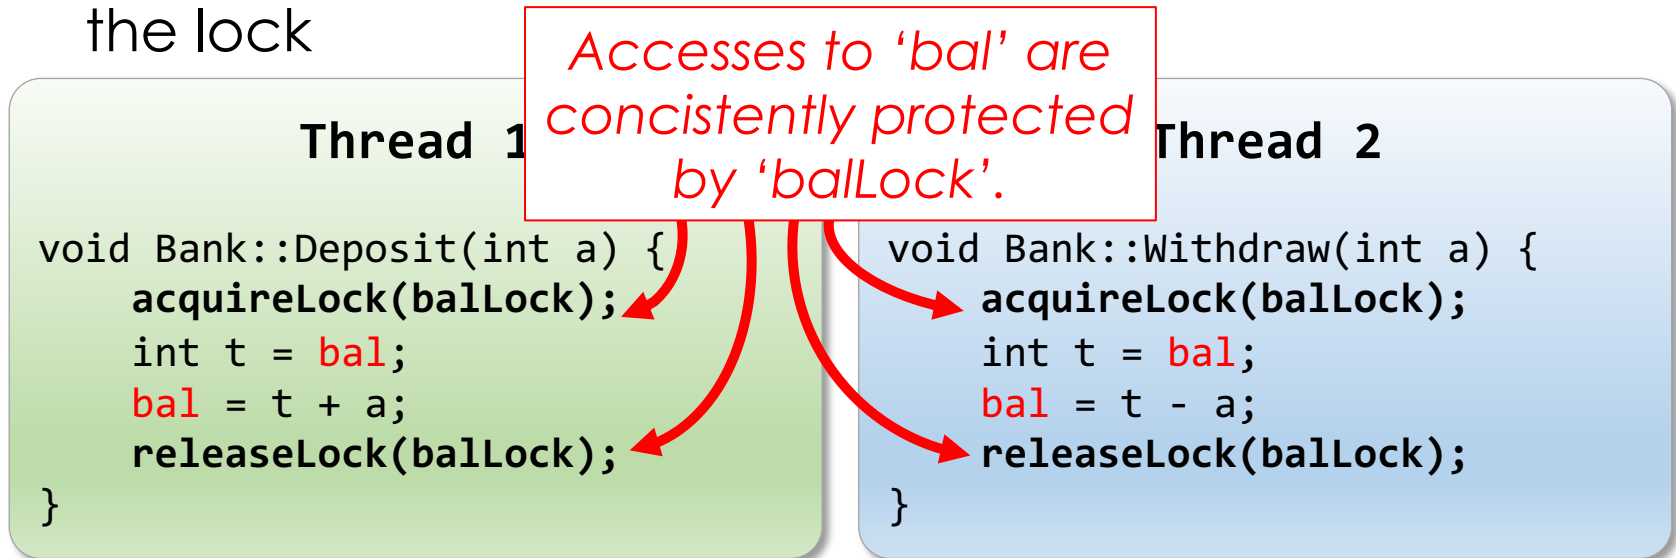 the lock
Accesses to ‘bal’ are
concistently protected
by ‘balLock’.
Thread 1
void Bank::Deposit(int a) {
acquireLock(balLock);
int t = bal;
bal = t + a;
releaseLock(balLock);
}
Thread 2
void Bank::Withdraw(int a) {
acquireLock(balLock);
int t = bal;
bal = t - a;
releaseLock(balLock);
}